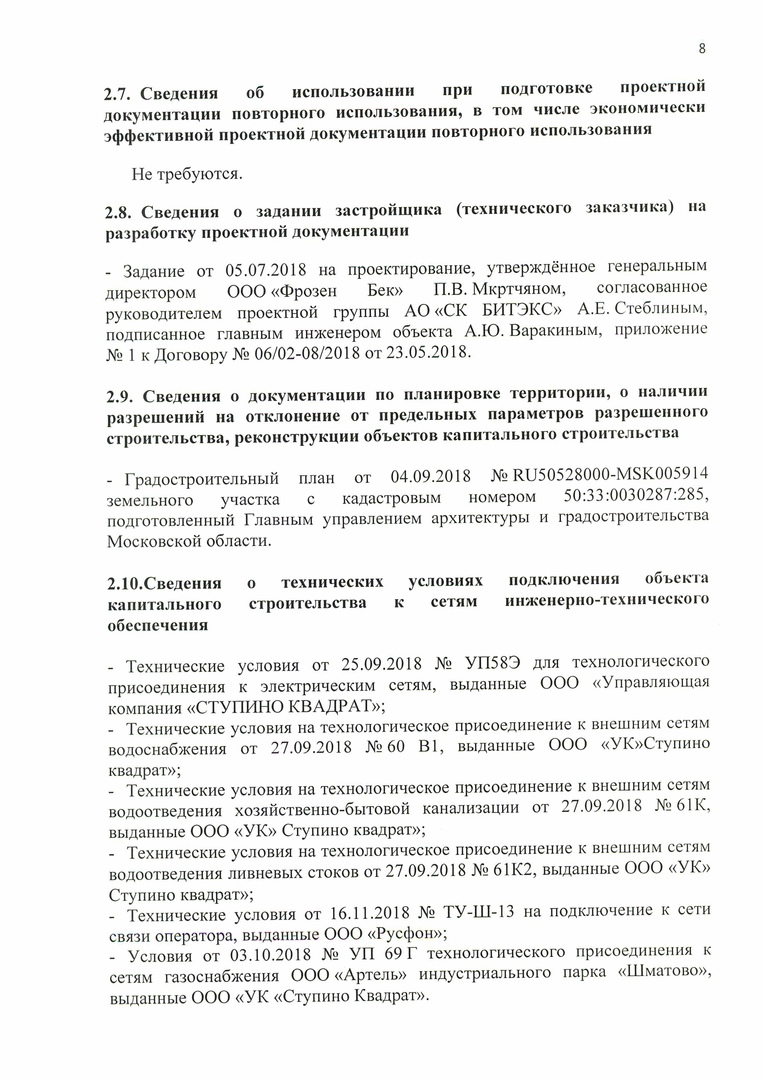 8
2.7. Сведения об использовании при подготовке проектной
документации повторного использования, в том числе экономически
эффективной проектной документации повторного использования
Не требуются.
2.8. Сведения о задании застройщика (технического заказчика) на
разработку проектной документации
- Задание от 05.07.2018 на проектирование, утверждённое генеральным
директором ООО «Фрозен Бек» П.В. Мкртчяном, согласованное
руководителем проектной группы АО «СК БИТЭКС» А.Е. Стеблиным,
подписанное главным инженером объекта А.Ю. Варакиным, приложение
№ 1 к Договору № 06/02-08/2018 от 23.05.2018.
2.9. Сведения о документации по планировке территории, о наличии
разрешений на отклонение от предельных параметров разрешенного
строительства, реконструкции объектов капитального строительства
- Градостроительный план от 04.09.2018 № RU50528000-MSK005914
земельного участка с кадастровым номером 50:33:0030287:285,
подготовленный Главным управлением архитектуры и градостроительства
Московской области.
2.10.Сведения о технических условиях подключения объекта
капитального строительства к сетям инженерно-технического
обеспечения
- Технические условия от 25.09.2018 № УП58Э для технологического
присоединения к электрическим сетям, выданные ООО «Управляющая
компания «СТУПИНО КВАДРАТ»;
- Технические условия на технологическое присоединение к внешним сетям
водоснабжения от 27.09.2018 № 60 В1, выданные ООО «УК»Ступино
квадрат»;
- Технические условия на технологическое присоединение к внешним сетям
водоотведения хозяйственно-бытовой канализации от 27.09.2018 № 61К,
выданные ООО «УК» Ступино квадрат»;
- Технические условия на технологическое присоединение к внешним сетям
водоотведения ливневых стоков от 27.09.2018 № 61К2, выданные ООО «УК»
Ступино квадрат»;
- Технические условия от 16.11.2018 № ТУ-Ш-13 на подключение к сети
связи оператора, выданные ООО «Русфон»;
- Условия от 03.10.2018 № УП 69 Г технологического присоединения к
сетям газоснабжения ООО «Артель» индустриального парка «Шматово»,
выданные ООО «УК «Ступино Квадрат».